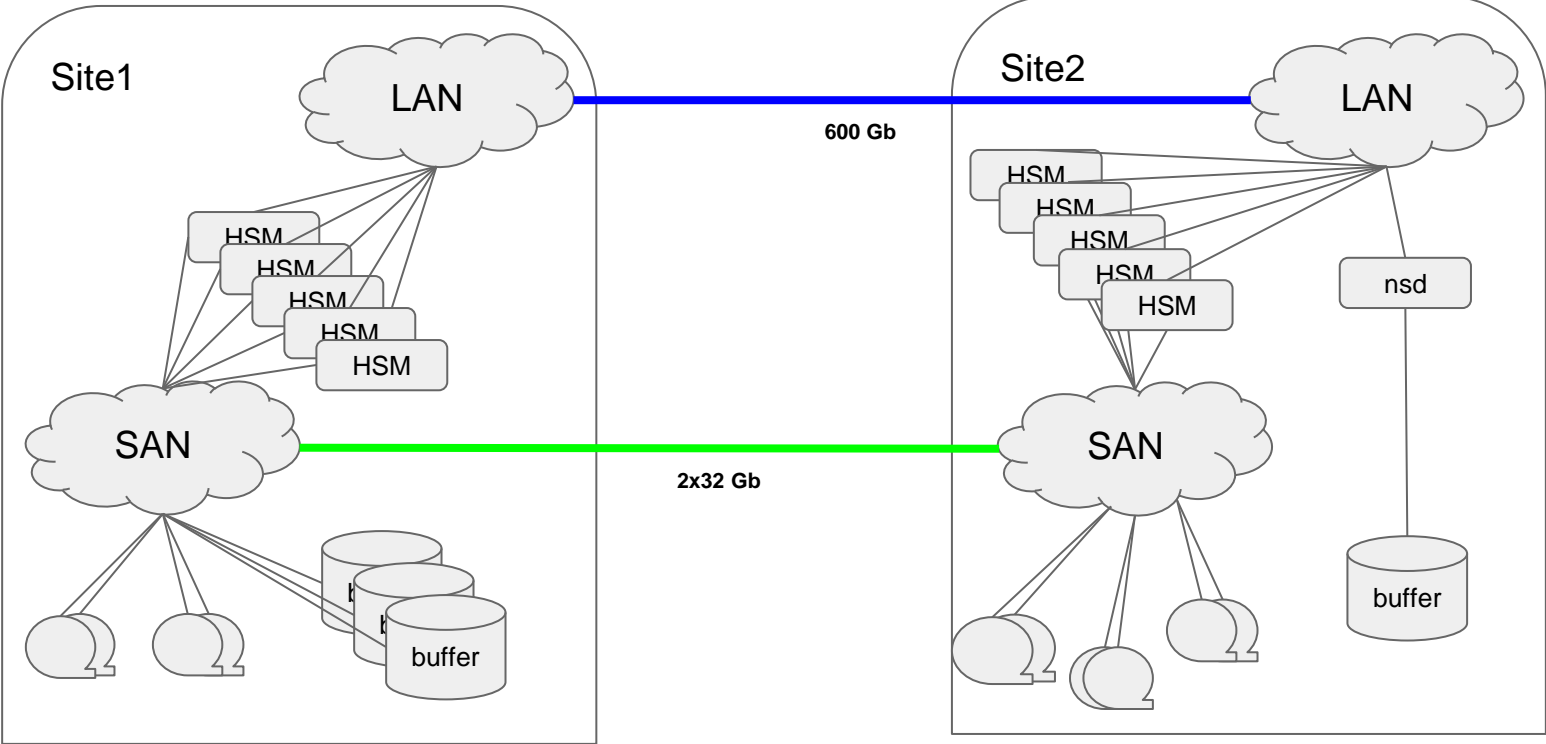 Site1
LAN
600 Gb
Site2
LAN
HSM
HSM
HSM
HSM
HSM
HSM
HSM
HSM
HSM
HSM
nsd
SAN
2x32 Gb
SAN
b
b
buffer
buffer